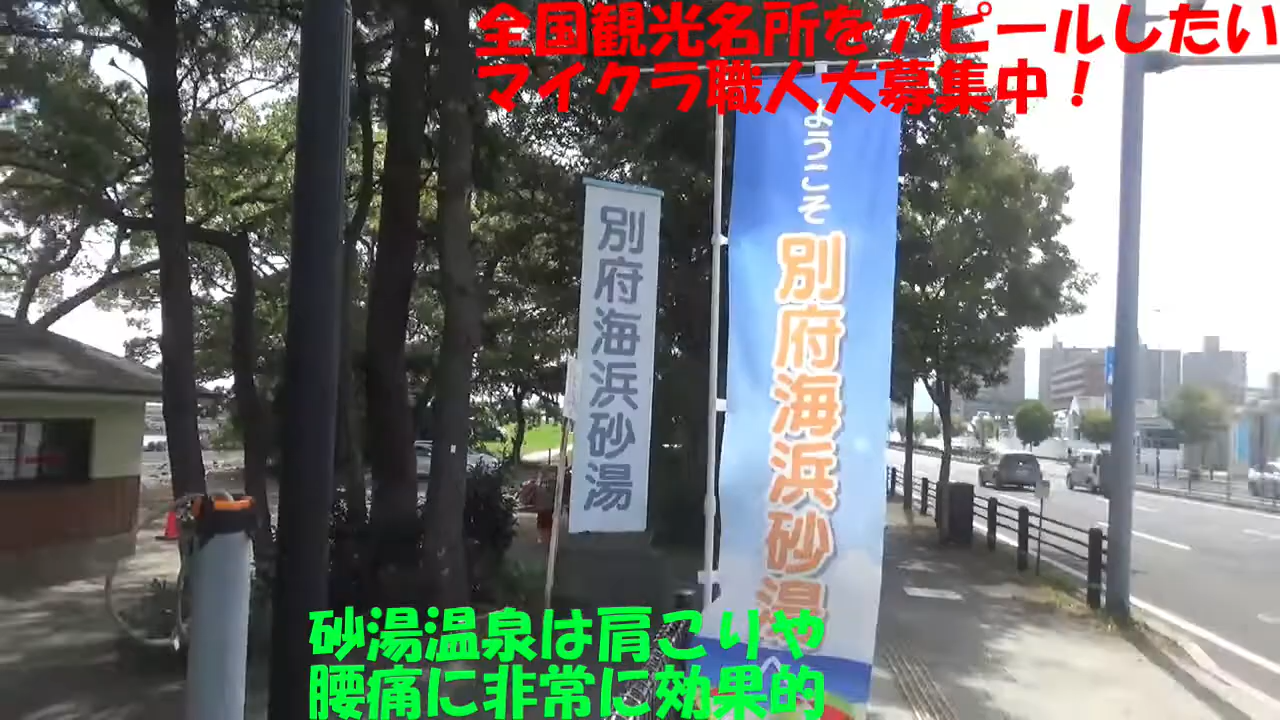 全国観光名所をアピールしたい
マイクラ職人大募集中！
ようこそ
別府海浜砂湯
へ
別府海浜砂湯
砂湯温泉は肩こりや
腰痛に非常に効果的